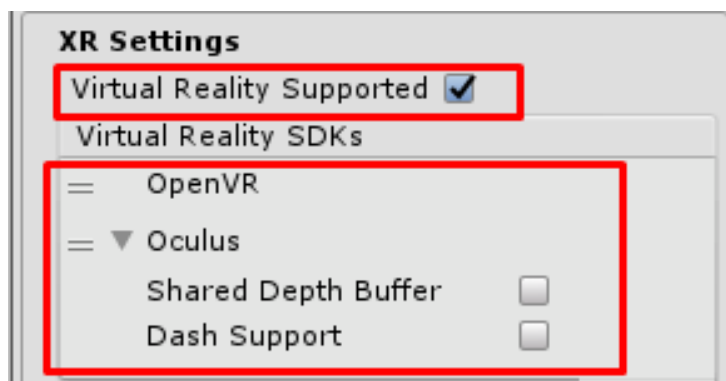 XR Settings
Virtual Reality Supported
Virtual Reality SDKs
OpenVR
Oculus
Shared Depth Buffer
Dash Support